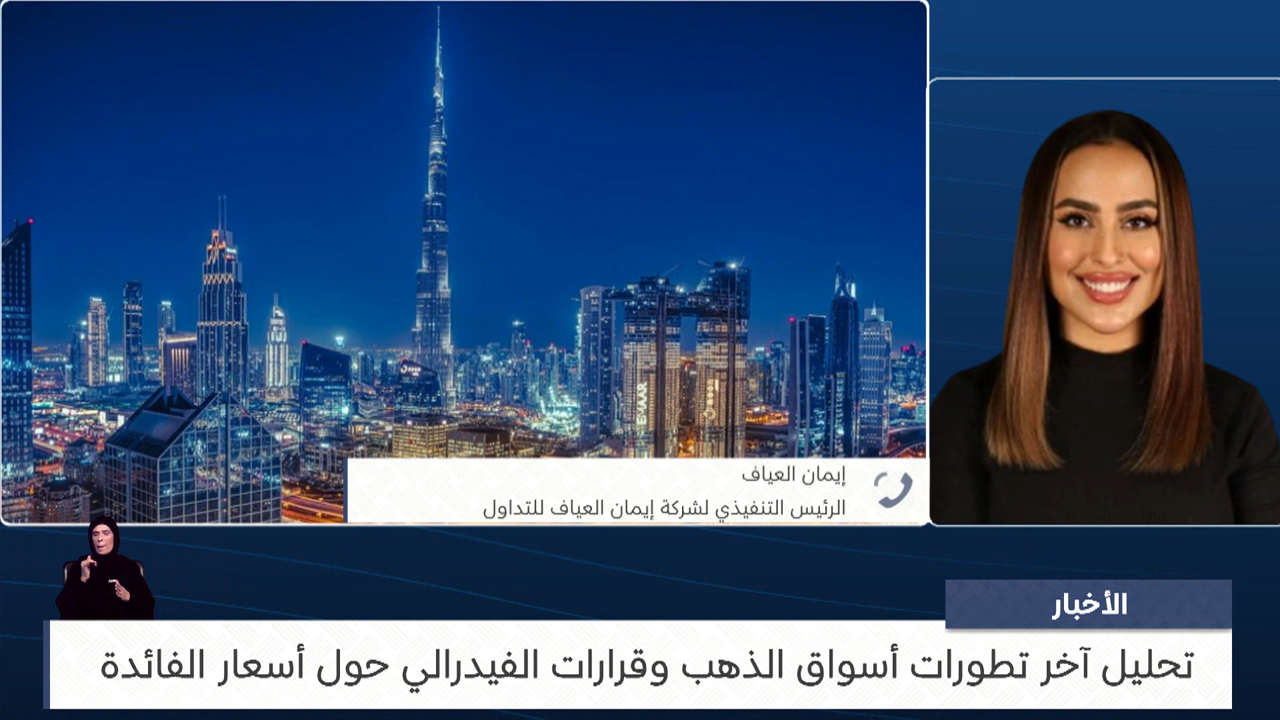 إيمان العياف
الرئيس التنفيذي لشركة إيمان العياف للتداول
الأخبار
تحليل آخر تطورات أسواق الذهب وقرارات الفيدرالي حول أسعار الفائدة